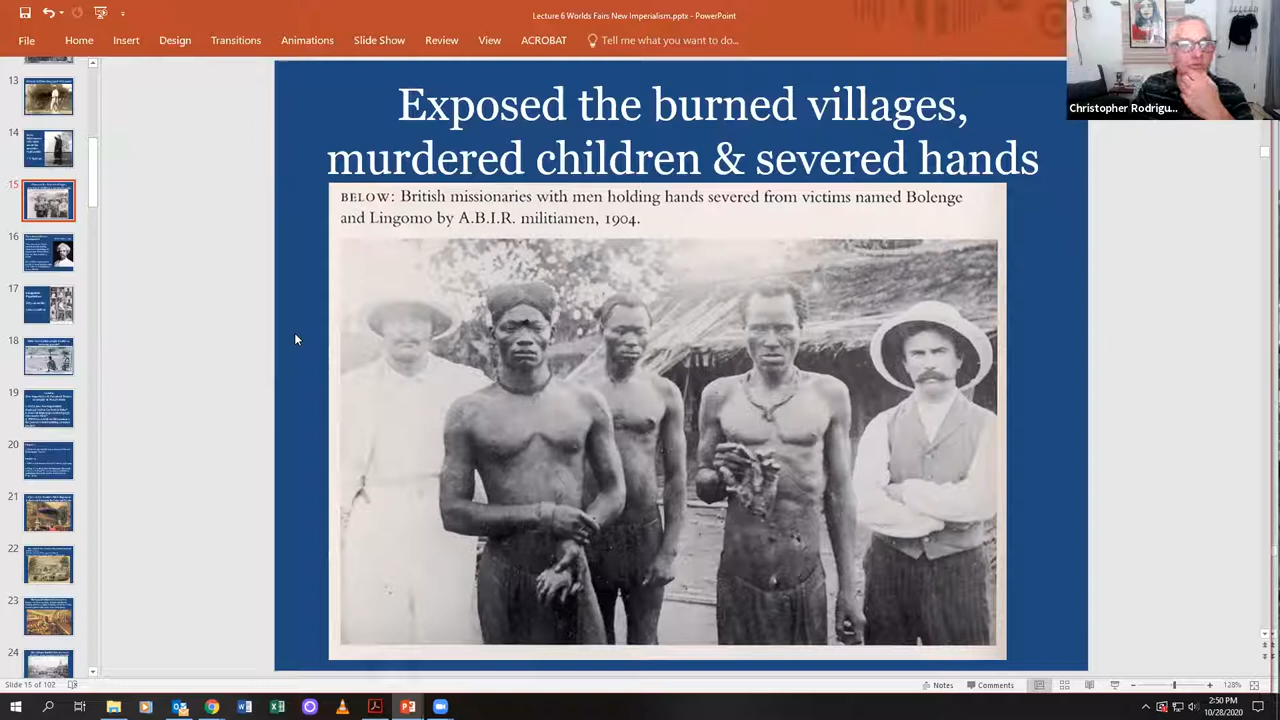 Lecture 6 Worlds Fairs New Imperialism.pptx - PowerPoint
File Home Insert Design Transitions Animations Slide Show Review View ACROBAT Tell me what you want to do...
Christopher Rodrigu...
13
14
15
16
17
18
19
20
21
22
23
24
Exposed the burned villages,
murdered children & severed hands
BELOW: British missionaries with men holding hands severed from victims named Bolenge
and Lingomo by A.B.I.R. militiamen, 1904.
Slide 15 of 102
Notes Comments 128%
2:50 PM
10/28/2020